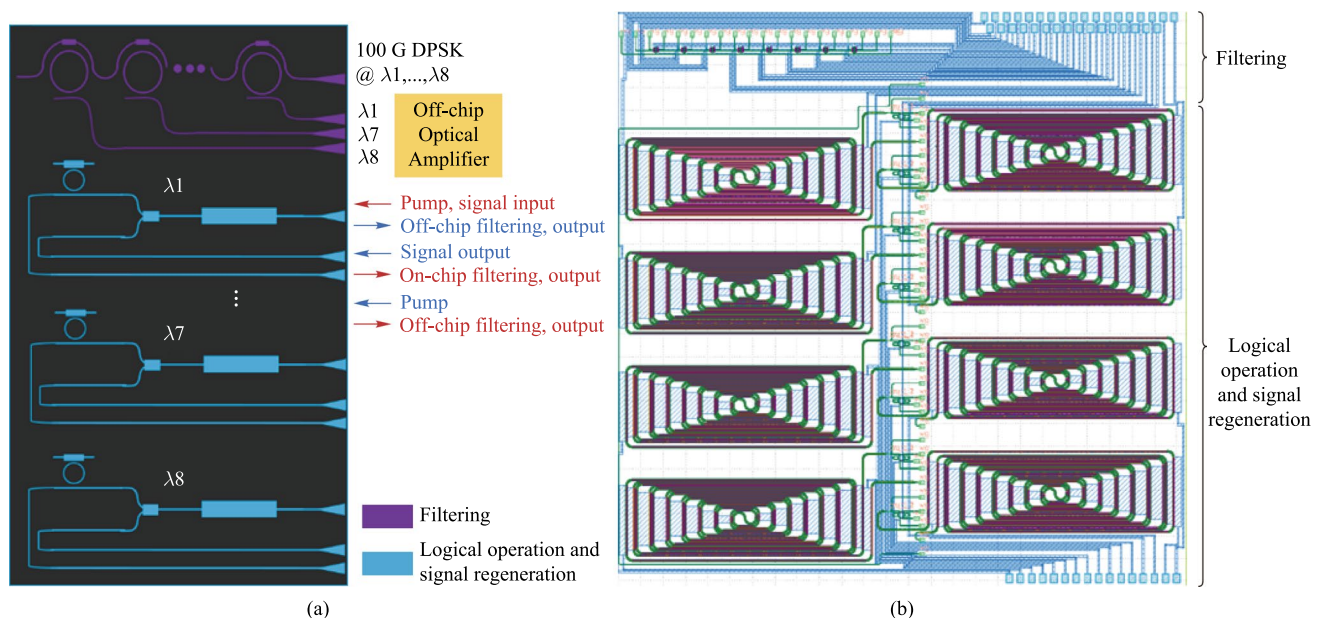 100 G DPSK
@ λ1,...,λ8
λ1
Off-chip
λ7
Optical
λ8
Amplifier
λ1
Pump, signal input
Off-chip filtering, output
Signal output
On-chip filtering, output
Pump
Off-chip filtering, output
λ7
λ8
Filtering
Logical operation and
signal regeneration
(a)
Filtering
Logical
operation
and signal
regeneration
(b)